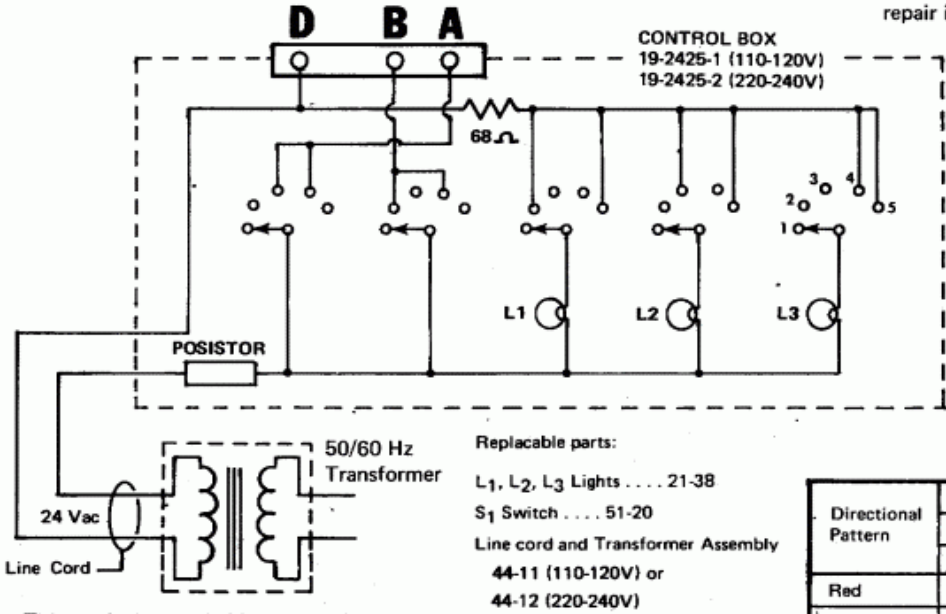 D B A
repair i
CONTROL BOX
19-2425-1 (110-120V)
19-2425-2 (220-240V)
68Ω
1 2 3 4 5
L1 L2 L3
POSISTOR
50/60 Hz
Transformer
24 Vac
Line Cord
Replacable parts:
L1, L2, L3 Lights .... 21-38
S1 Switch .... 51-20
Line cord and Transformer Assembly
44-11 (110-120V) or
44-12 (220-240V)
Directional
Pattern
Red